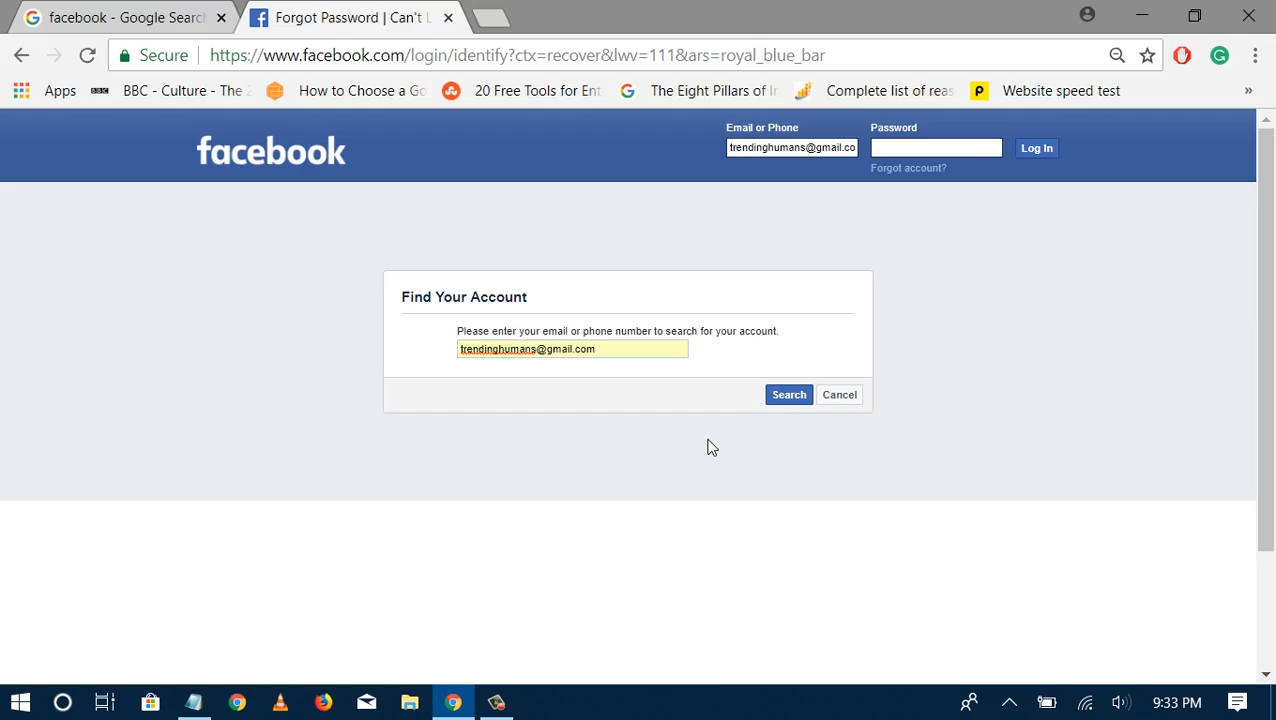 facebook - Google Search
Forgot Password | Can't L
Secure
https://www.facebook.com/login/identify?ctx=recover&lwv=111&ars=royal_blue_bar
Apps
BBC - Culture - The
How to Choose a Go
20 Free Tools for Ent
The Eight Pillars of
Complete list of reas
Website speed test
facebook
Email or Phone
Password
trendinghumans@gmail.co
Log In
Forgot account?
Find Your Account
Please enter your email or phone number to search for your account.
trendinghumans@gmail.com
Search
Cancel
9:33 PM